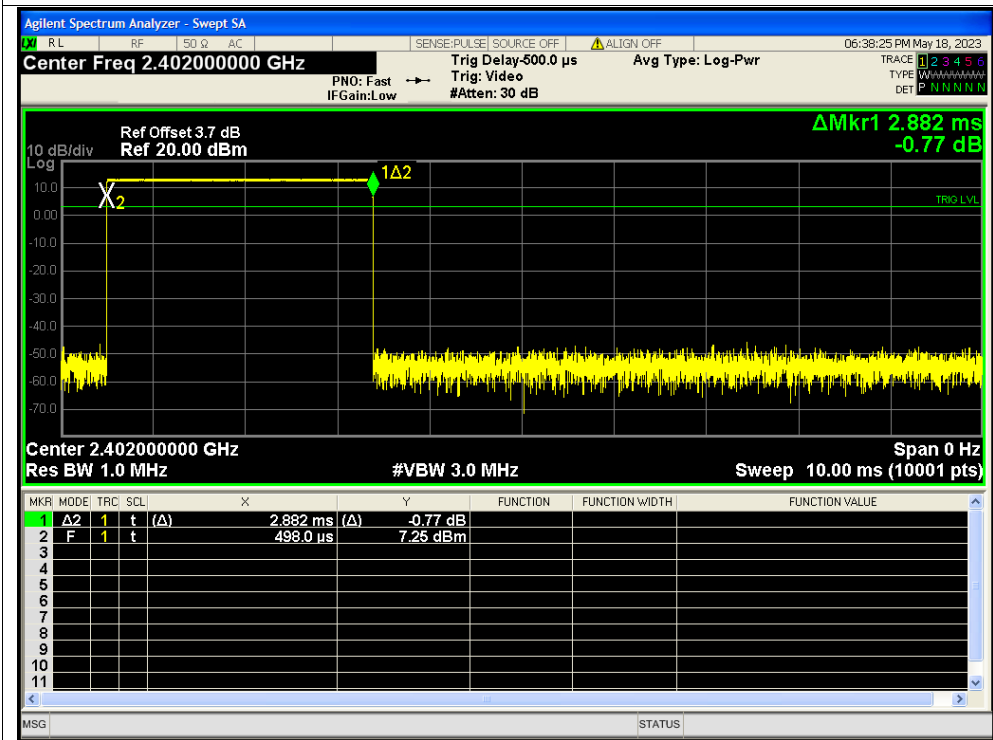 Agilent Spectrum Analyzer - Swept SA
LXI RL RF 50 Ω AC SENSE:PULSE SOURCE OFF ALIGN OFF 06:38:25 PM May 18, 2023
Center Freq 2.402000000 GHz
PNO: Fast
IFGain:Low
Trig Delay-500.0 µs
Trig: Video
#Atten: 30 dB
Avg Type: Log-Pwr
TRACE 1 2 3 4 5 6
TYPE W
DET P N N N N N
ΔMkr1 2.882 ms
-0.77 dB
Ref Offset 3.7 dB
10 dB/div Ref 20.00 dBm
Log
1Δ2
10.0
2
TRIG LVL
0.00
-10.0
-20.0
-30.0
-40.0
-50.0
-60.0
-70.0
Center 2.402000000 GHz Span 0 Hz
Res BW 1.0 MHz #VBW 3.0 MHz Sweep 10.00 ms (10001 pts)
MKR MODE TRC SCL X Y FUNCTION FUNCTION WIDTH FUNCTION VALUE
1 Δ2 1 t (Δ) 2.882 ms (Δ) -0.77 dB
2 F 1 t 498.0 µs 7.25 dBm
3
4
5
6
7
8
9
10
11
MSG STATUS